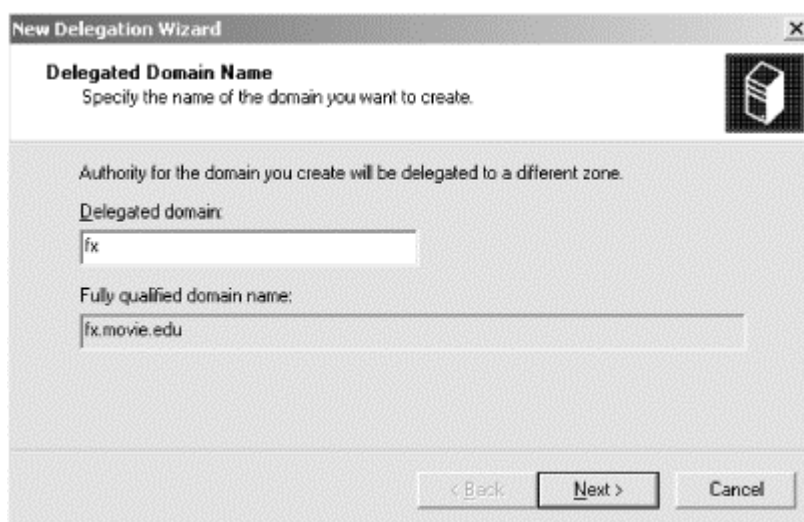 New Delegation Wizard
Delegated Domain Name
Specify the name of the domain you want to create.
Authority for the domain you create will be delegated to a different zone.
Delegated domain:
fx
Fully qualified domain name:
fx.movie.edu
< Back
Next >
Cancel